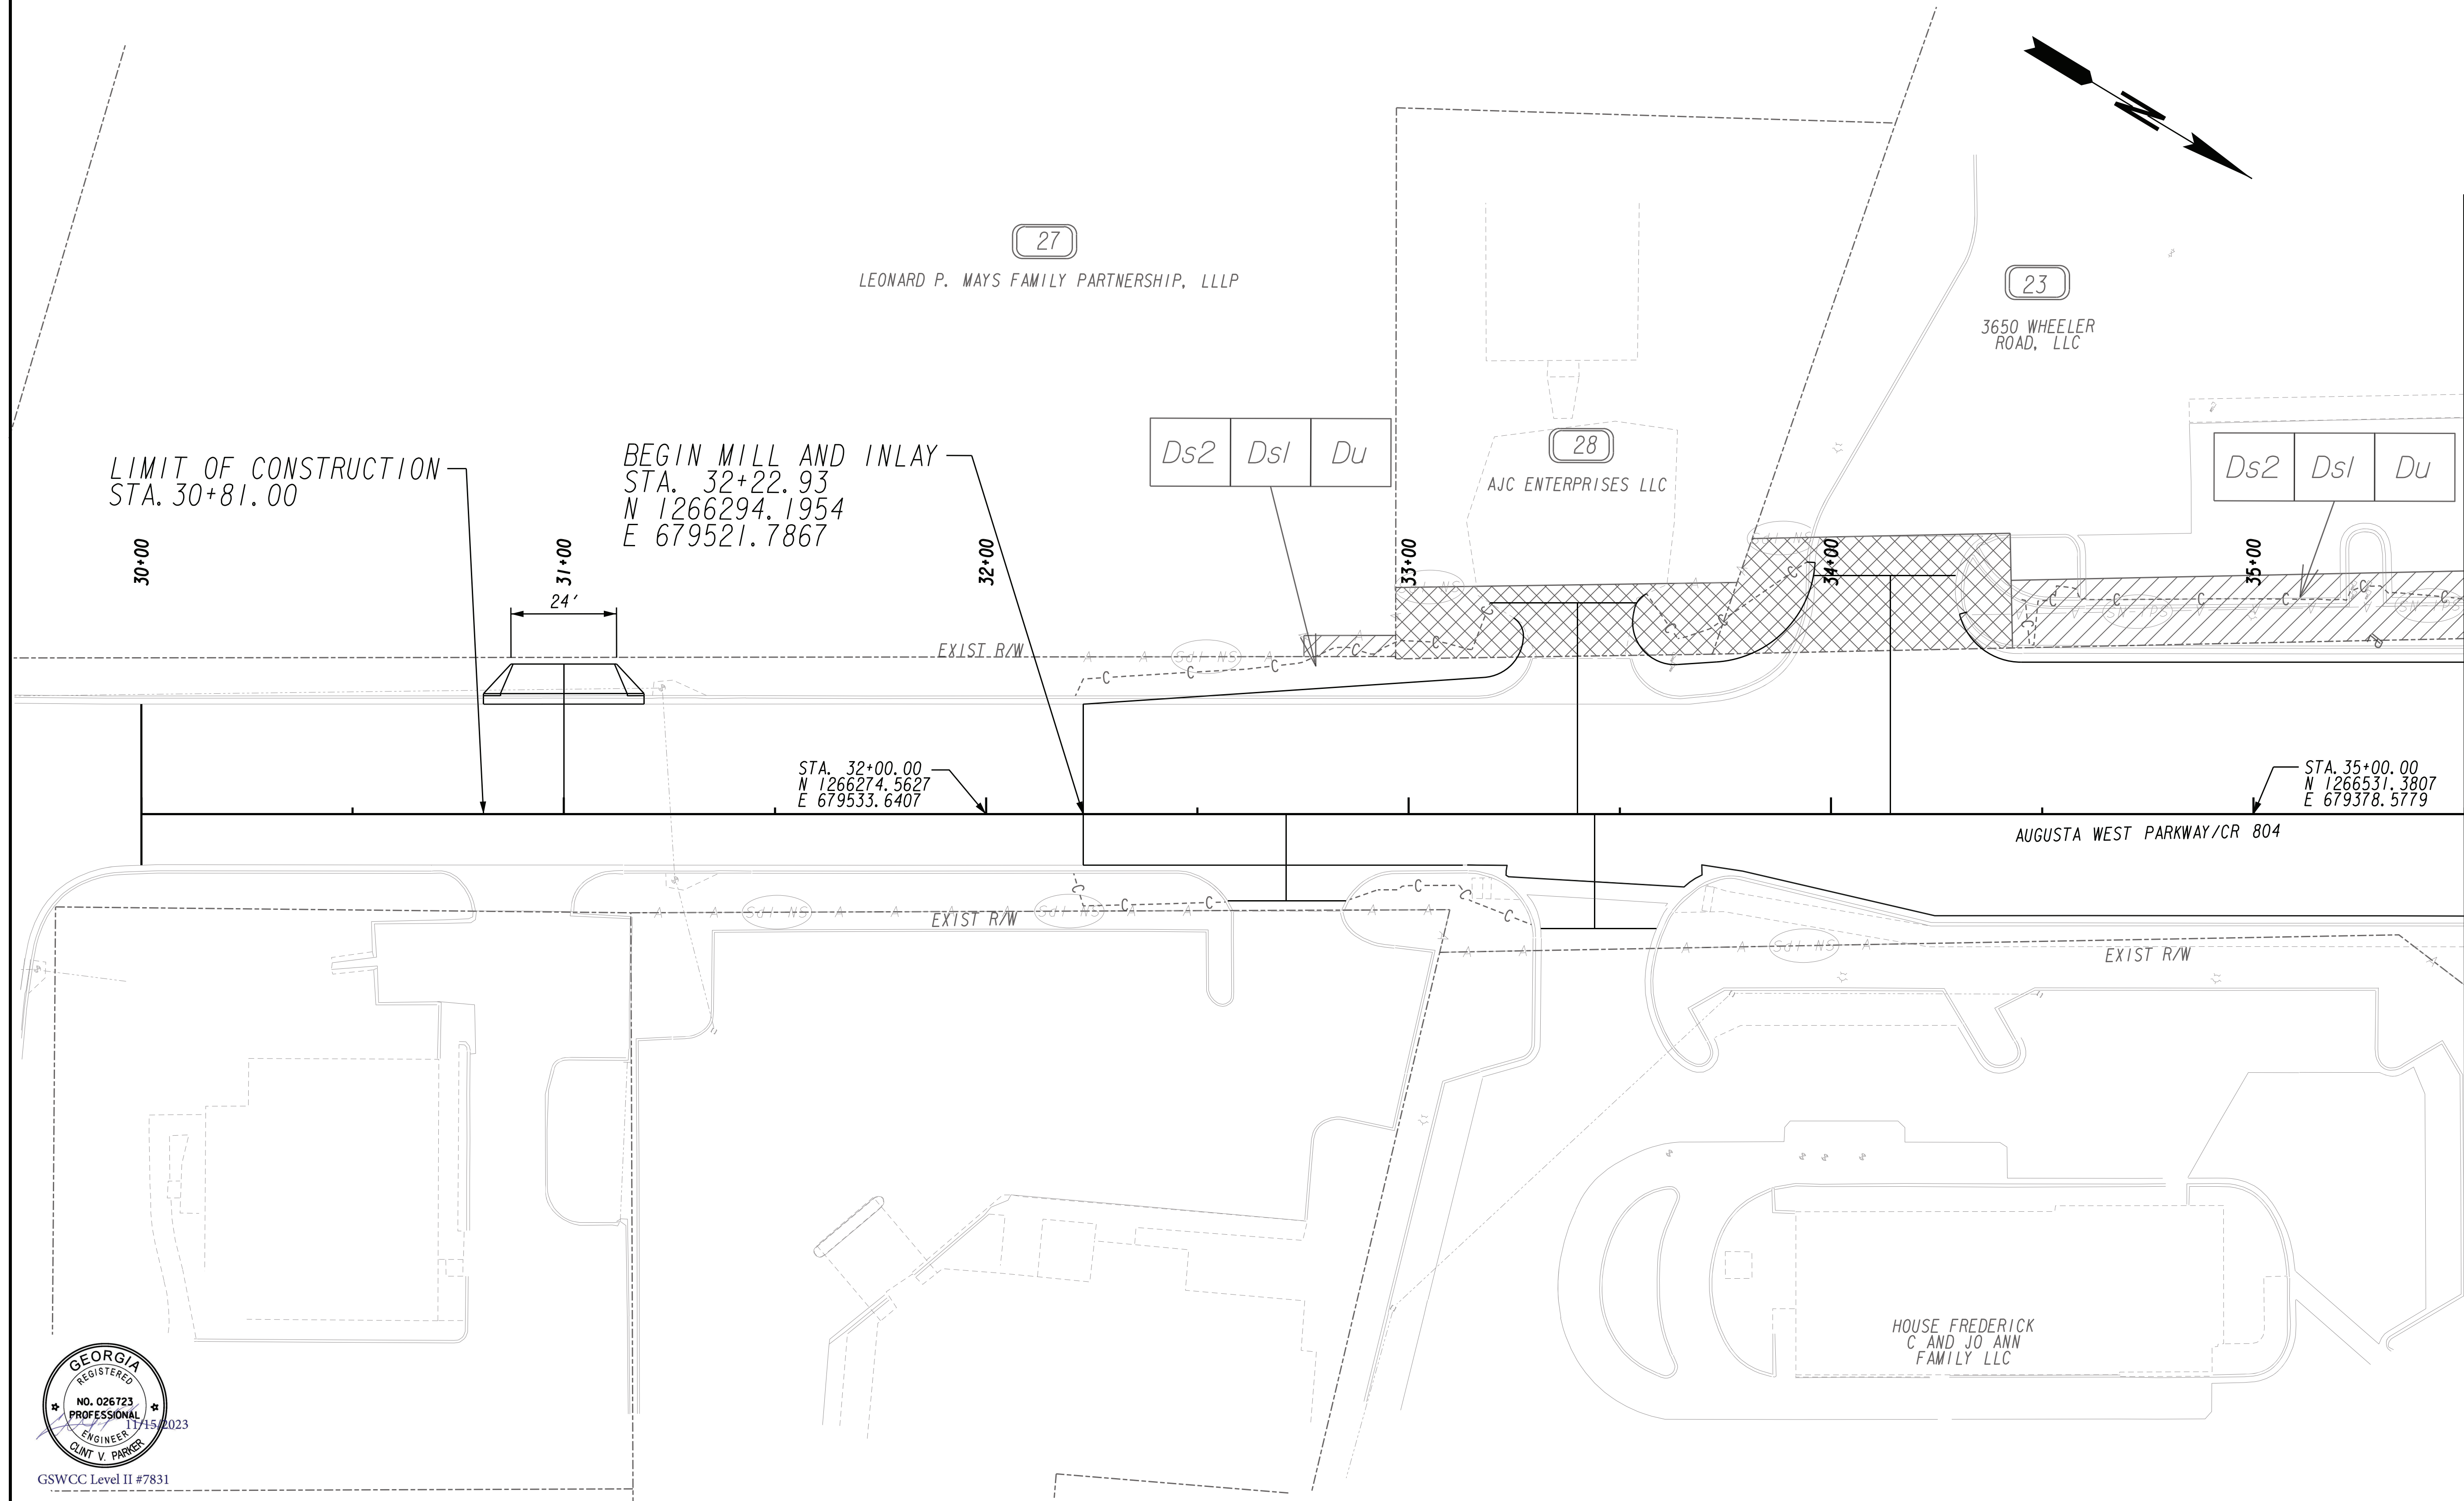 N
27
LEONARD P. MAYS FAMILY PARTNERSHIP, LLLP
23
3650 WHEELER
ROAD, LLC
28
AJC ENTERPRISES LLC
Ds2 Ds1 Du
Ds2 Ds1 Du
LIMIT OF CONSTRUCTION
STA. 30+81.00
BEGIN MILL AND INLAY
STA. 32+22.93
N 1266294.1954
E 679521.7867
30+00
31+00
32+00
33+00
34+00
35+00
24'
EXIST R/W
STA. 32+00.00
N 1266274.5627
E 679533.6407
STA. 35+00.00
N 1266531.3807
E 679378.5779
AUGUSTA WEST PARKWAY/CR 804
EXIST R/W
EXIST R/W
HOUSE FREDERICK
C AND JO ANN
FAMILY LLC
GEORGIA
REGISTERED
NO. 026723
PROFESSIONAL
11/15/2023
ENGINEER
CLINT V. PARKER
GSWCC Level II #7831